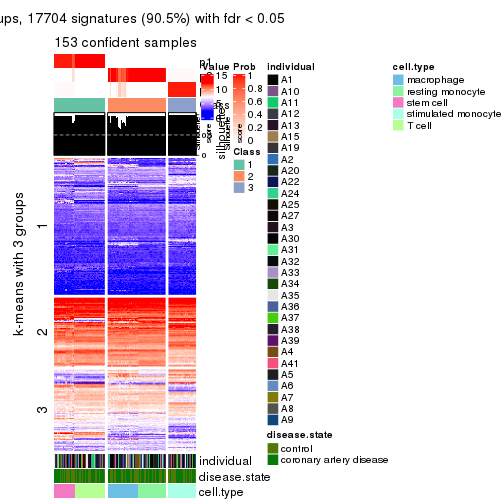 ups, 17704 signatures (90.5%) with fdr < 0.05
153 confident samples
k-means with 3 groups
1
2
3
p1
Value
15
10
5
0
Prob
1
0.8
0.6
0.4
0.2
0
Class
1
2
3
individual
A1
A10
A11
A12
A13
A15
A19
A2
A20
A22
A24
A25
A27
A3
A30
A31
A32
A33
A34
A35
A36
A37
A38
A39
A4
A41
A5
A6
A7
A8
A9
disease.state
control
coronary artery disease
cell.type
macrophage
resting monocyte
stem cell
stimulated monocyte
T cell
individual
disease.state
cell.type